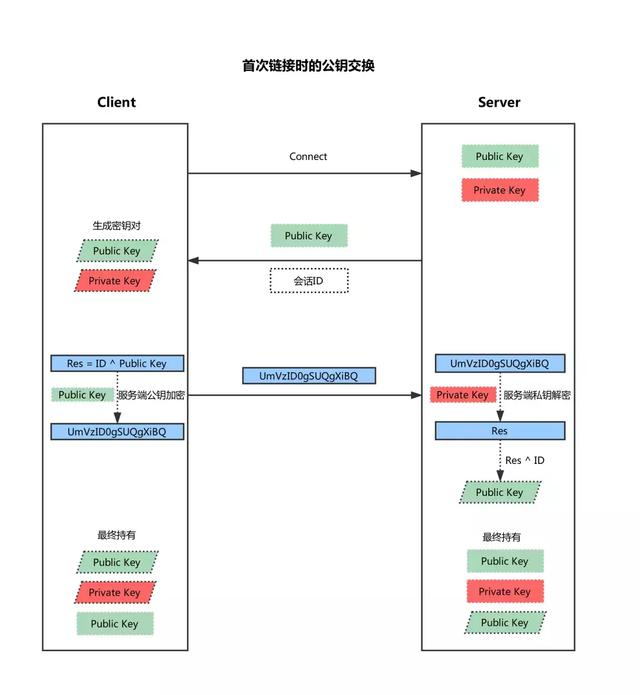 首次链接时的公钥交换
Client
Server
Connect
Public Key
Private Key
生成密钥对
Public Key
Private Key
Public Key
会话ID
Res = ID ^ Public Key
Public Key
服务端公钥加密
UmVzID0gSUQgXiBQ
UmVzID0gSUQgXiBQ
UmVzID0gSUQgXiBQ
Private Key
服务端私钥解密
Res
Res ^ ID
Public Key
最终持有
Public Key
Private Key
Public Key
最终持有
Public Key
Private Key
Public Key